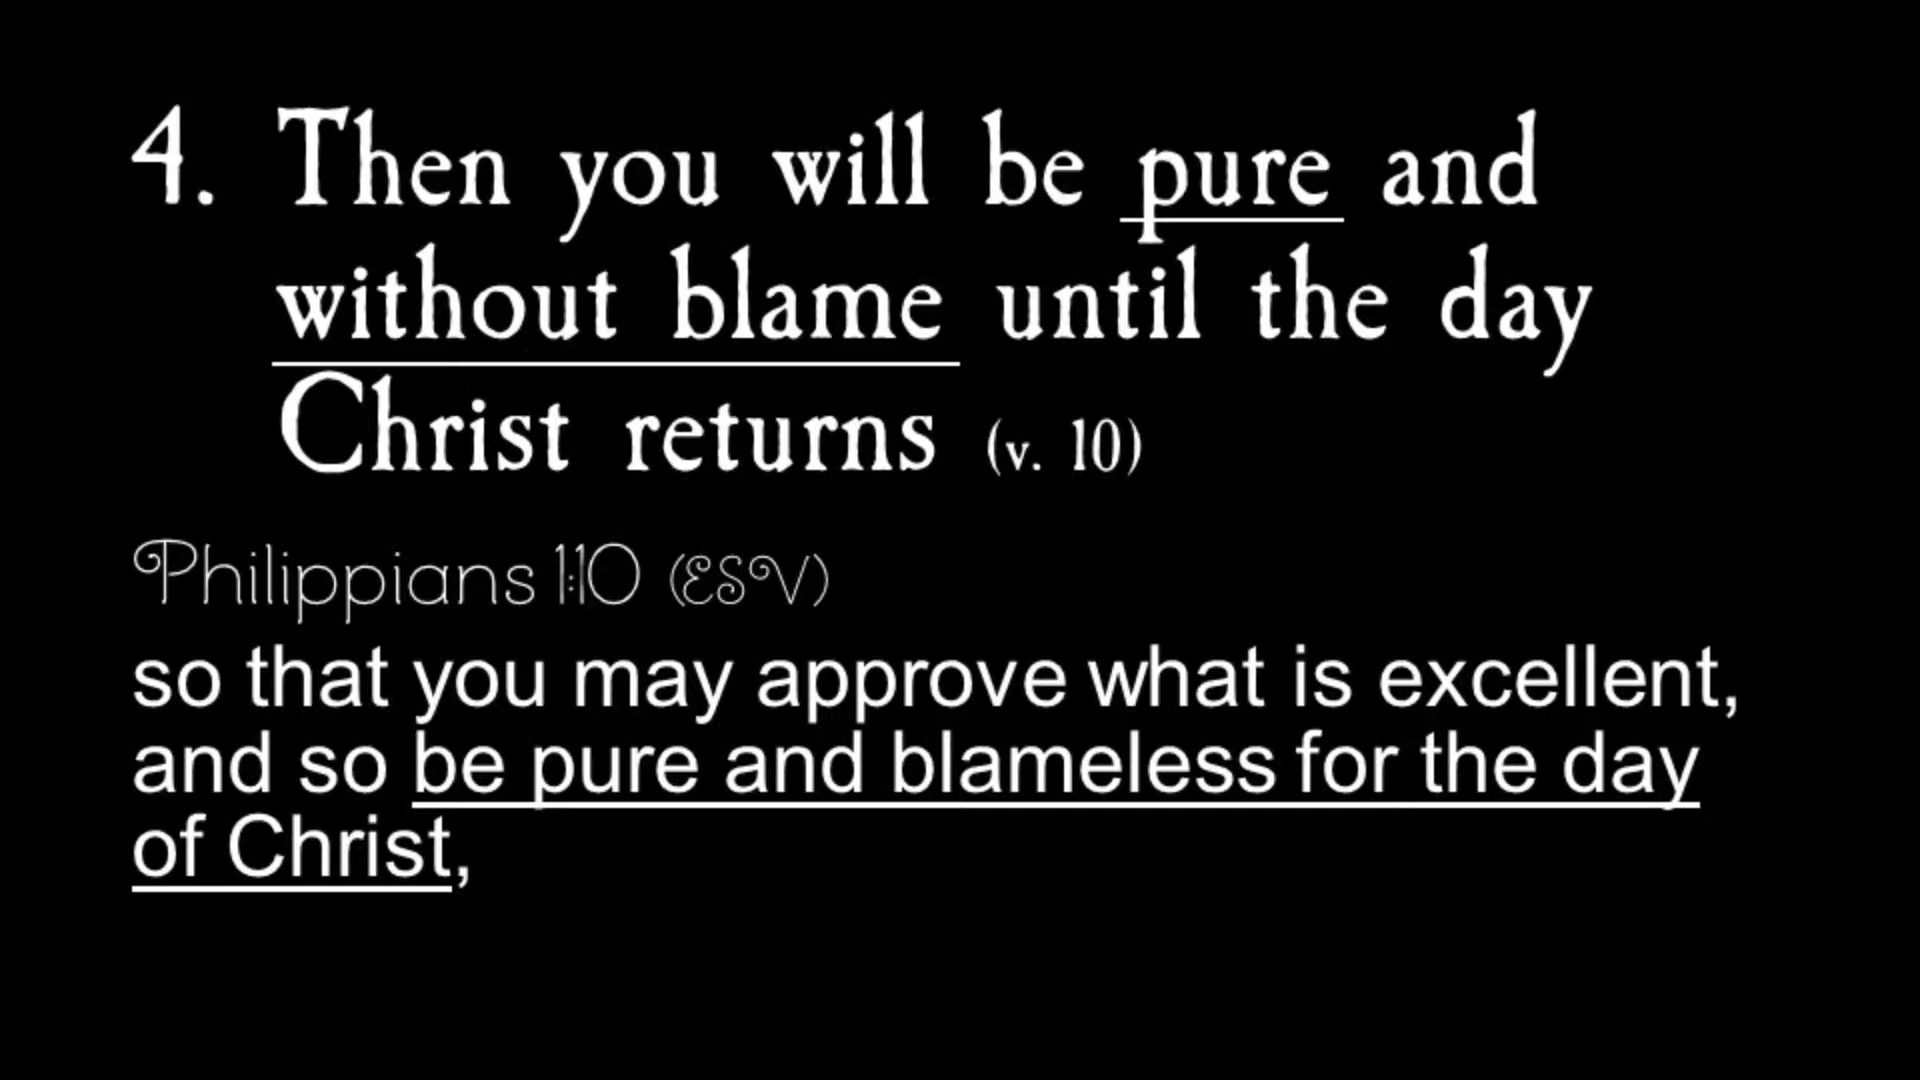 4. Then you will be pure and
without blame until the day
Christ returns (v. 10)
Philippians 1:10 (ESV)
so that you may approve what is excellent,
and so be pure and blameless for the day
of Christ,